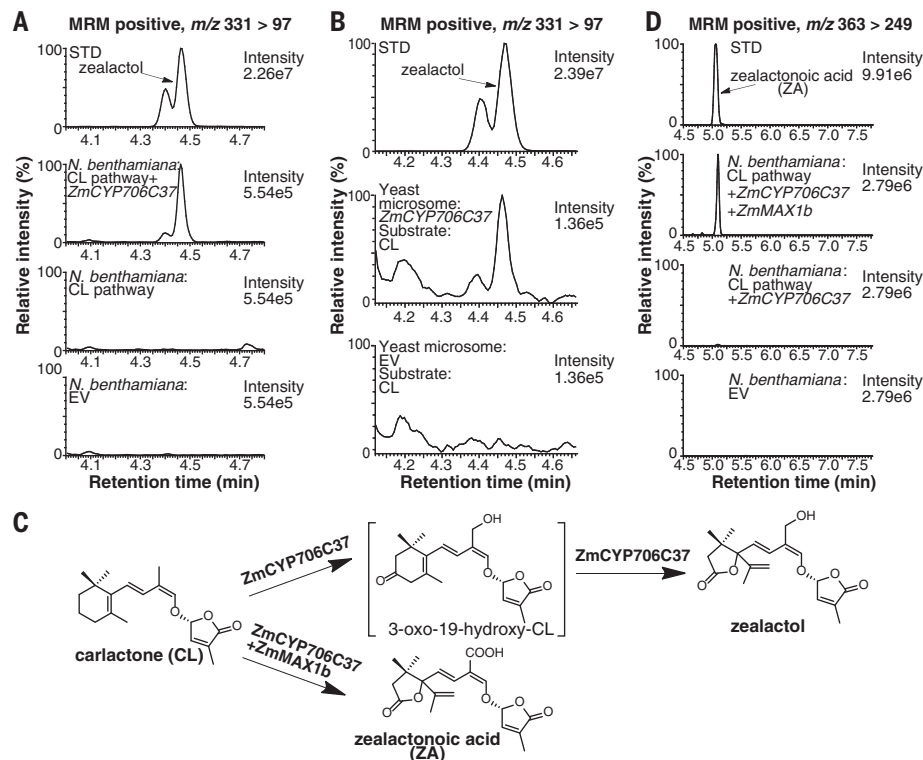 A
MRM positive, m/z 331 > 97
100
STD
zealactol
Intensity
2.26e7
0
4.1 4.3 4.5 4.7
100
N. benthamiana:
CL pathway+
ZmCYP706C37
Intensity
5.54e5
0
4.1 4.3 4.5 4.7
100
N. benthamiana:
CL pathway
Intensity
5.54e5
0
4.1 4.3 4.5 4.7
100
N. benthamiana:
EV
Intensity
5.54e5
0
4.1 4.3 4.5 4.7
Relative intensity (%)
Retention time (min)
B
MRM positive, m/z 331 > 97
100
STD
zealactol
Intensity
2.39e7
0
4.2 4.3 4.4 4.5 4.6
100
Yeast
microsome:
ZmCYP706C37
Substrate:
CL
Intensity
1.36e5
0
4.2 4.3 4.4 4.5 4.6
100
Yeast microsome:
EV
Substrate:
CL
Intensity
1.36e5
0
4.2 4.3 4.4 4.5 4.6
Relative intensity (%)
Retention time (min)
D
MRM positive, m/z 363 > 249
100
STD
zealactonoic acid
(ZA)
Intensity
9.91e6
0
4.5 5.0 5.5 6.0 6.5 7.0 7.5
100
N. benthamiana:
CL pathway
+ZmCYP706C37
+ZmMAX1b
Intensity
2.79e6
0
4.5 5.0 5.5 6.0 6.5 7.0 7.5
100
N. benthamiana:
CL pathway
+ZmCYP706C37
Intensity
2.79e6
0
4.5 5.0 5.5 6.0 6.5 7.0 7.5
100
N. benthamiana:
EV
Intensity
2.79e6
0
4.5 5.0 5.5 6.0 6.5 7.0 7.5
Relative intensity (%)
Retention time (min)
C
O
O
O
carlactone (CL)
ZmCYP706C37
OH
O
O
O
O
3-oxo-19-hydroxy-CL
ZmCYP706C37
OH
O
O
O
O
O
zealactol
ZmCYP706C37
+ZmMAX1b
COOH
O
O
O
O
O
zealactonoic acid
(ZA)